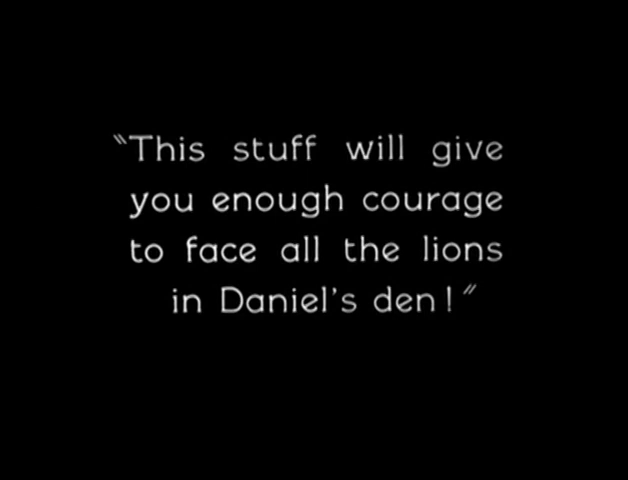 "This stuff will give
you enough courage
to face all the lions
in Daniel's den!"